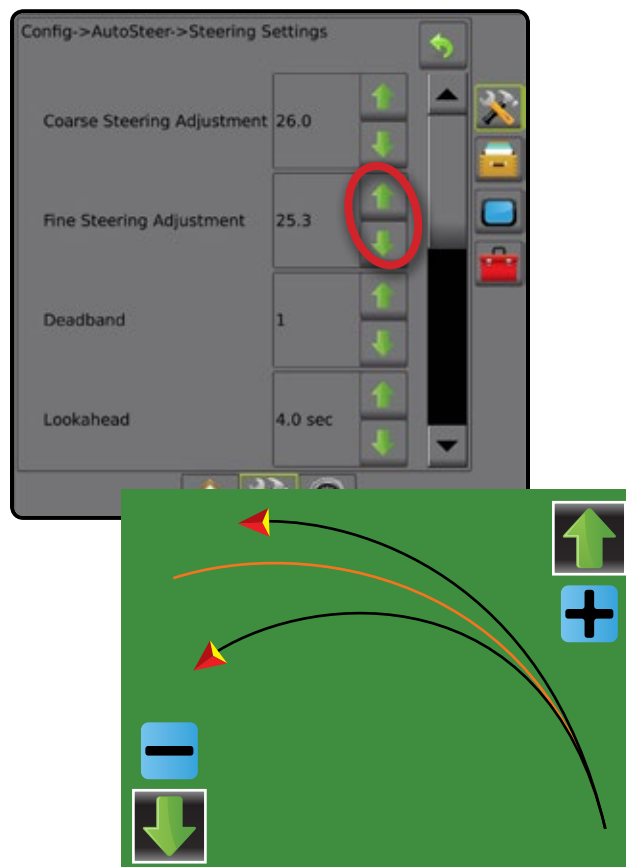 Config->AutoSteer->Steering Settings
Coarse Steering Adjustment 26.0
Fine Steering Adjustment 25.3
Deadband 1
Lookahead 4.0 sec